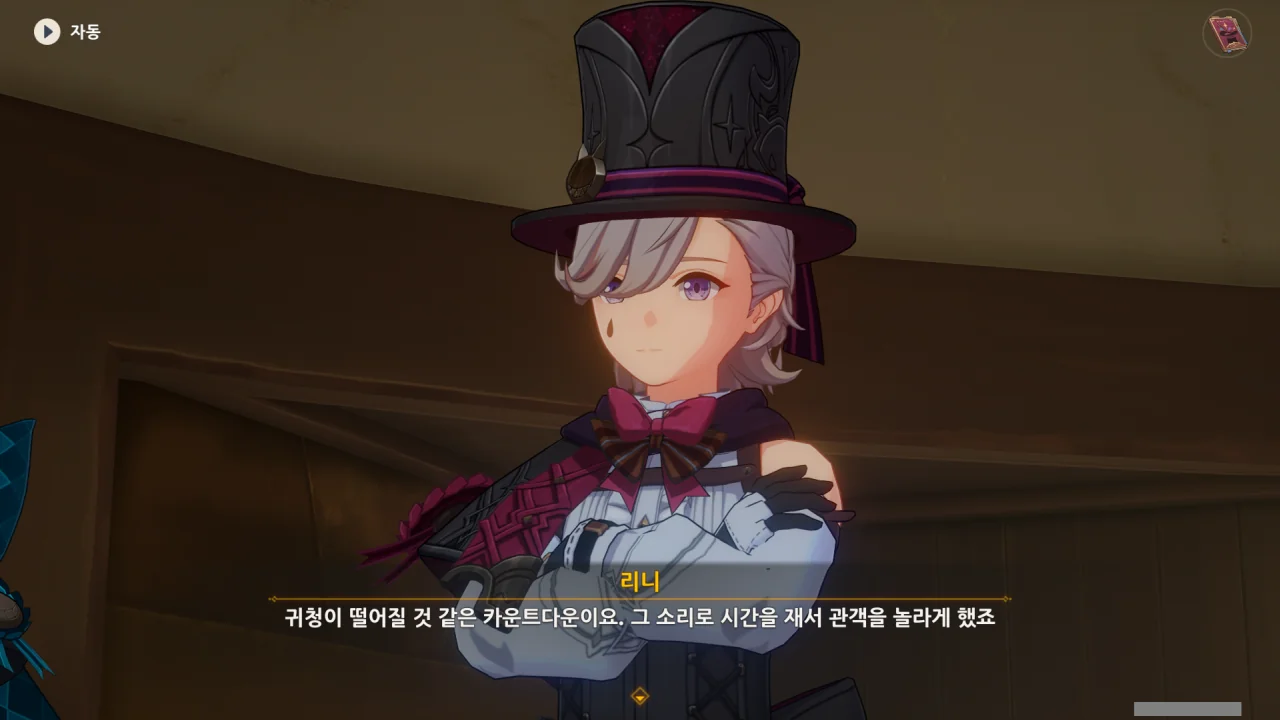 자동
리니
귀청이 떨어질 것 같은 카운트다운이요. 그 소리로 시간을 재서 관객을 놀라게 했죠